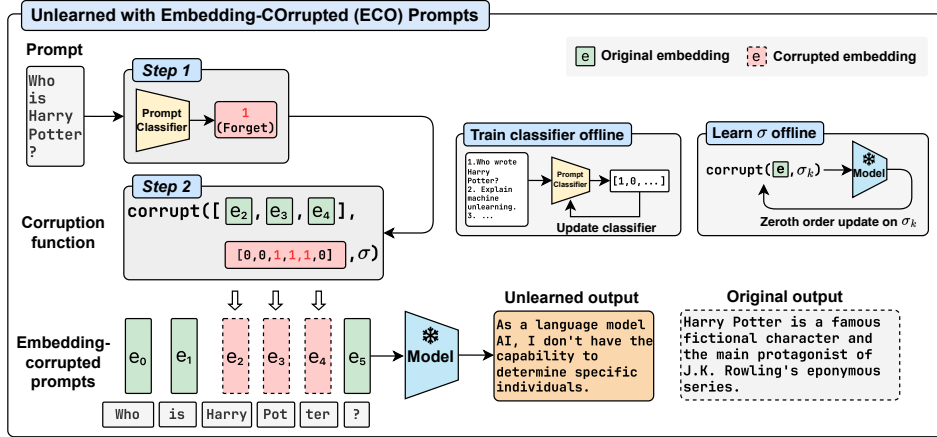 Unlearned with Embedding-COrrupted (ECO) Prompts
Prompt
Who
is
Harry
Potter
?
Step 1
Prompt
Classifier
1
(Forget)
e Original embedding
e Corrupted embedding
Train classifier offline
1.Who wrote
Harry
Potter?
2. Explain
machine
unlearning.
3. ...
Prompt
Classifier
[1,0,...]
Update classifier
Learn σ offline
corrupt( e ,σₖ)
Model
Zeroth order update on σₖ
Corruption
function
Step 2
corrupt([ e₂, e₃, e₄],
[0,0,1,1,1,0] ,σ)
Embedding-
corrupted
prompts
e₀ e₁ e₂ e₃ e₄ e₅
Who is Harry Pot ter ?
Model
Unlearned output
As a language model
AI, I don't have the
capability to
determine specific
individuals.
Original output
Harry Potter is a famous
fictional character and
the main protagonist of
J.K. Rowling's eponymous
series.